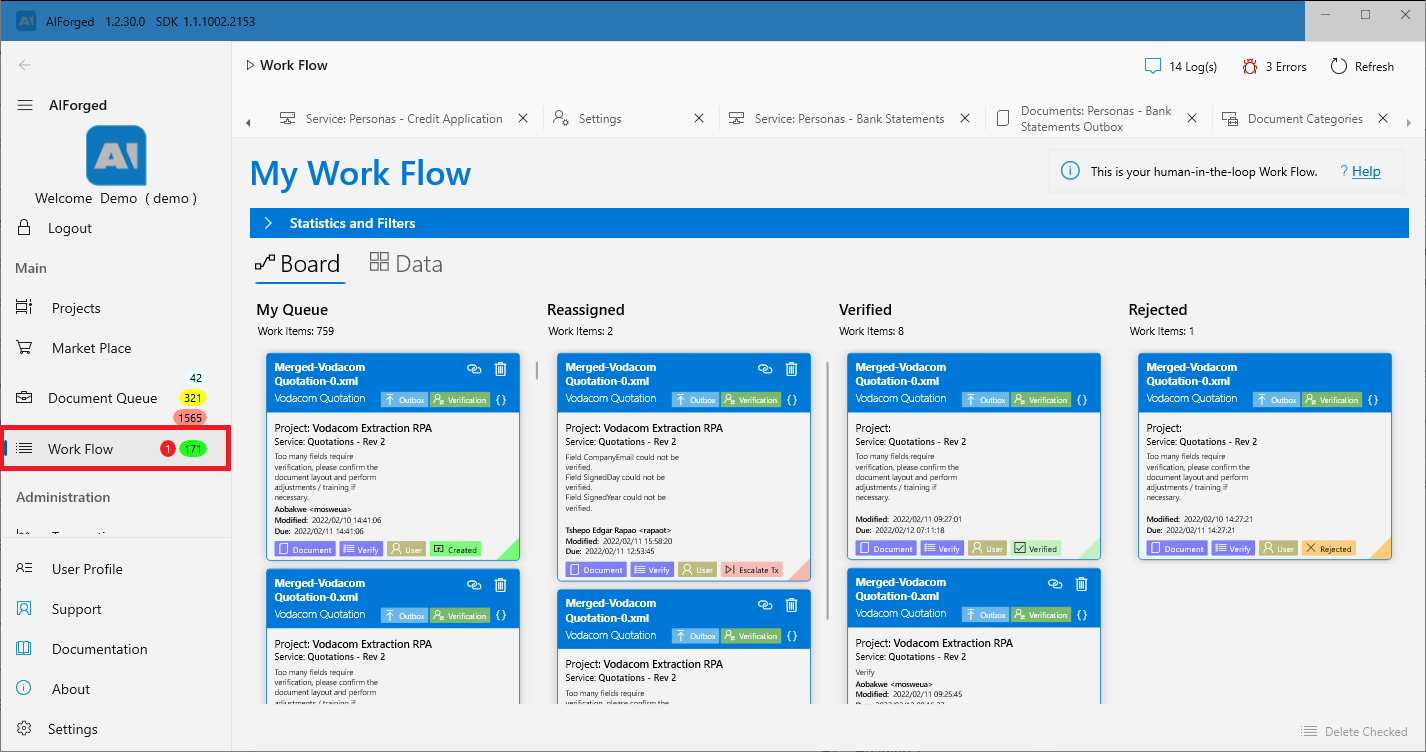 AIForged 1.2.30.0 SDK 1.1.1002.2153
AIForged
AI
Welcome Demo ( demo )
Logout
Main
Projects
Market Place
42
Document Queue 321
1565
Work Flow 1 171
Administration
User Profile
Support
Documentation
About
Settings
Work Flow
14 Log(s) 3 Errors Refresh
Service: Personas - Credit Application
Settings
Service: Personas - Bank Statements
Documents: Personas - Bank
Statements Outbox
Document Categories
My Work Flow
This is your human-in-the-loop Work Flow. ? Help
Statistics and Filters
Board Data
My Queue
Work Items: 759
Merged-Vodacom
Quotation-0.xml
Vodacom Quotation Outbox Verification {}
Project: Vodacom Extraction RPA
Service: Quotations - Rev 2
Too many fields require
verification, please confirm the
document layout and perform
adjustments / training if
necessary.
Aobakwe <mosweua>
Modified: 2022/02/10 14:41:06
Due: 2022/02/11 14:41:06
Document Verify User Created
Merged-Vodacom
Quotation-0.xml
Vodacom Quotation Outbox Verification {}
Project: Vodacom Extraction RPA
Service: Quotations - Rev 2
Too many fields require
verification, please confirm the
document layout and perform
adjustments / training if
Reassigned
Work Items: 2
Merged-Vodacom
Quotation-0.xml
Vodacom Quotation Outbox Verification {}
Project: Vodacom Extraction RPA
Service: Quotations - Rev 2
Field CompanyEmail could not be
verified.
Field SignedDay could not be
verified.
Field SignedYear could not be
verified.
Tshepo Edgar Rapao <rapaot>
Modified: 2022/02/11 15:58:20
Due: 2022/02/11 12:53:45
Document Verify User Escalate Tx
Merged-Vodacom
Quotation-0.xml
Vodacom Quotation Outbox Verification {}
Project: Vodacom Extraction RPA
Service: Quotations - Rev 2
Too many fields require
verification, please confirm the
Verified
Work Items: 8
Merged-Vodacom
Quotation-0.xml
Vodacom Quotation Outbox Verification {}
Project:
Service: Quotations - Rev 2
Too many fields require
verification, please confirm the
document layout and perform
adjustments / training if
necessary.
Modified: 2022/02/11 09:27:01
Due: 2022/02/12 07:11:18
Document Verify User Verified
Merged-Vodacom
Quotation-0.xml
Vodacom Quotation Outbox Verification {}
Project: Vodacom Extraction RPA
Service: Quotations - Rev 2
Verify
Aobakwe <mosweua>
Modified: 2022/02/11 09:25:45
Rejected
Work Items: 1
Merged-Vodacom
Quotation-0.xml
Vodacom Quotation Outbox Verification {}
Project:
Service: Quotations - Rev 2
Too many fields require
verification, please confirm the
document layout and perform
adjustments / training if
necessary.
Modified: 2022/02/10 14:27:21
Due: 2022/02/11 14:27:21
Document Verify User Rejected
Delete Checked